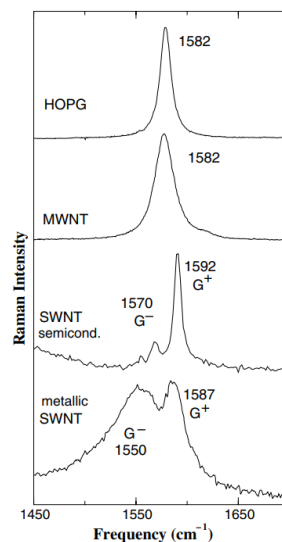 1582
HOPG
1582
MWNT
1592
G⁺
1570
G⁻
SWNT
semicond.
1587
G⁺
metallic
SWNT
G⁻
1550
Raman Intensity
1450 1550 1650
Frequency (cm⁻¹)